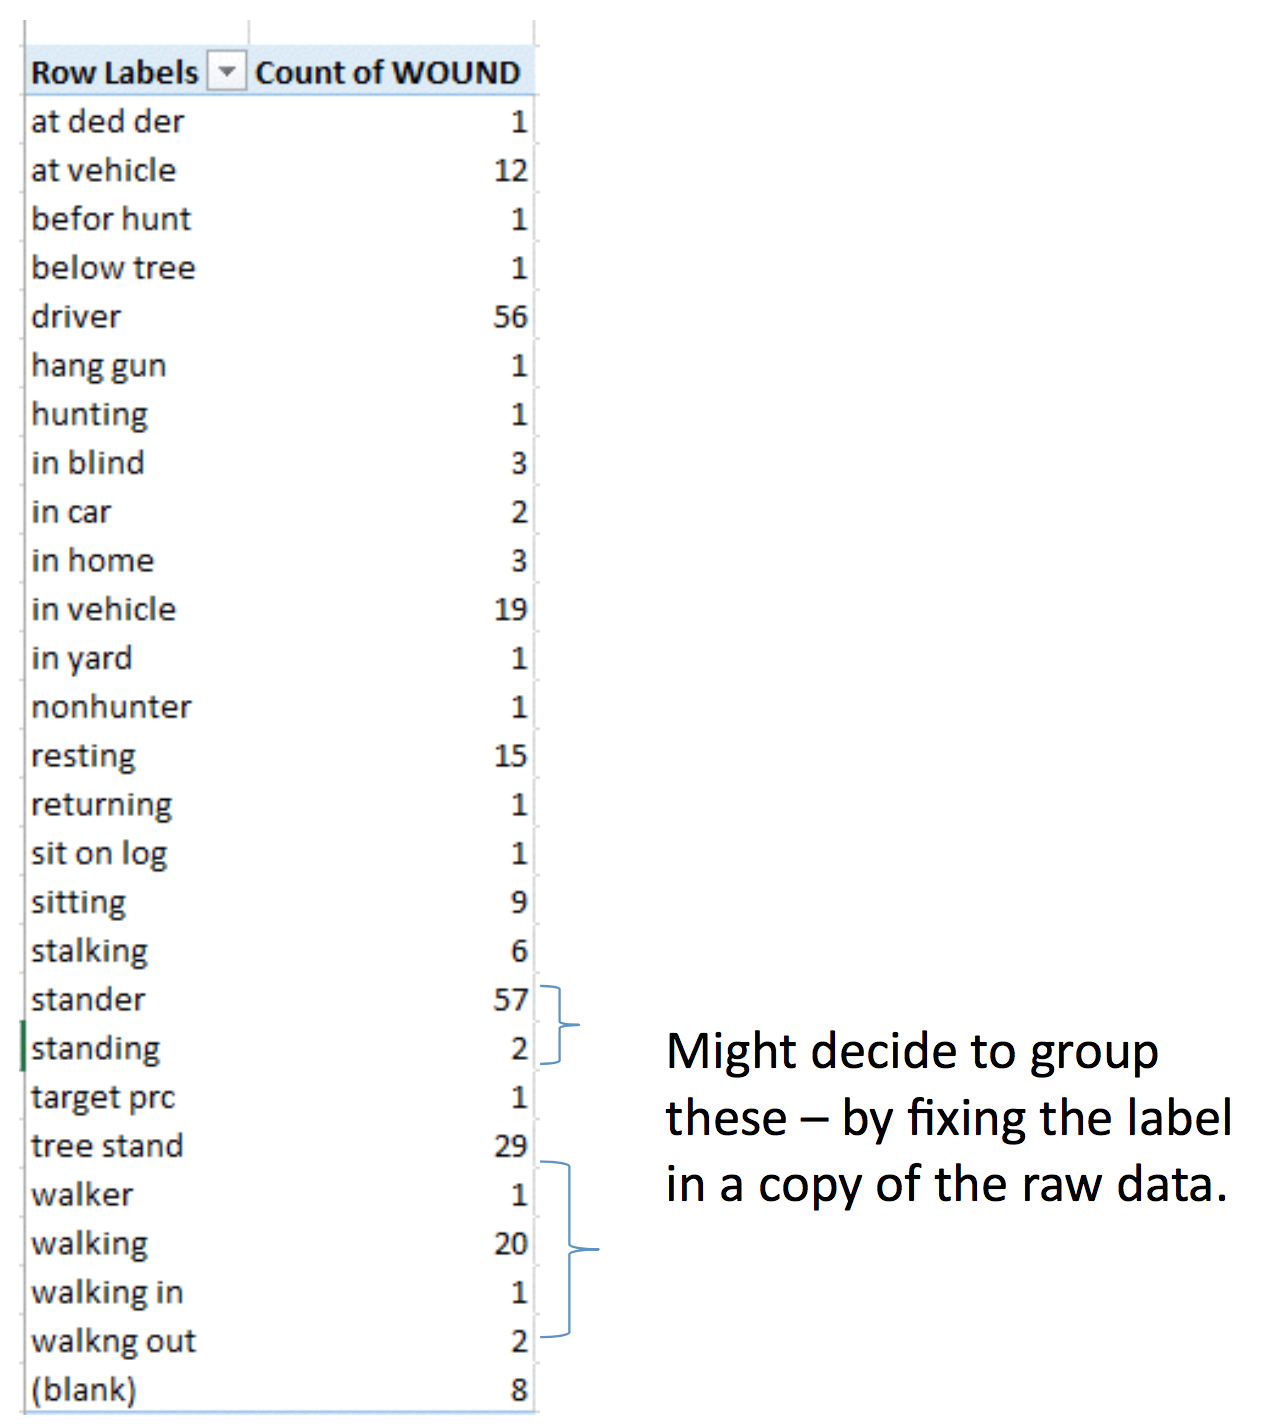 Row Labels Count of WOUND
at ded der 1
at vehicle 12
befor hunt 1
below tree 1
driver 56
hang gun 1
hunting 1
in blind 3
in car 2
in home 3
in vehicle 19
in yard 1
nonhunter 1
resting 15
returning 1
sit on log 1
sitting 9
stalking 6
stander 57
standing 2
target prc 1
tree stand 29
walker 1
walking 20
walking in 1
walkng out 2
(blank) 8
Might decide to group
these – by fixing the label
in a copy of the raw data.